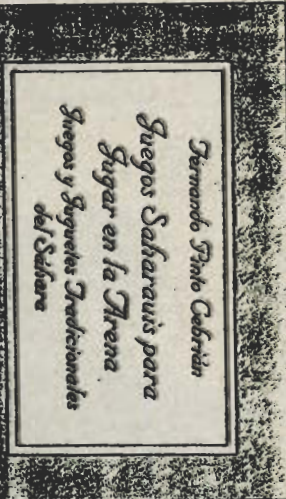 Fernando Pinto Cebrián
Juegos Saharauis para
Jugar en la Arena
Juegos y Juguetes Tradicionales
del Sáhara